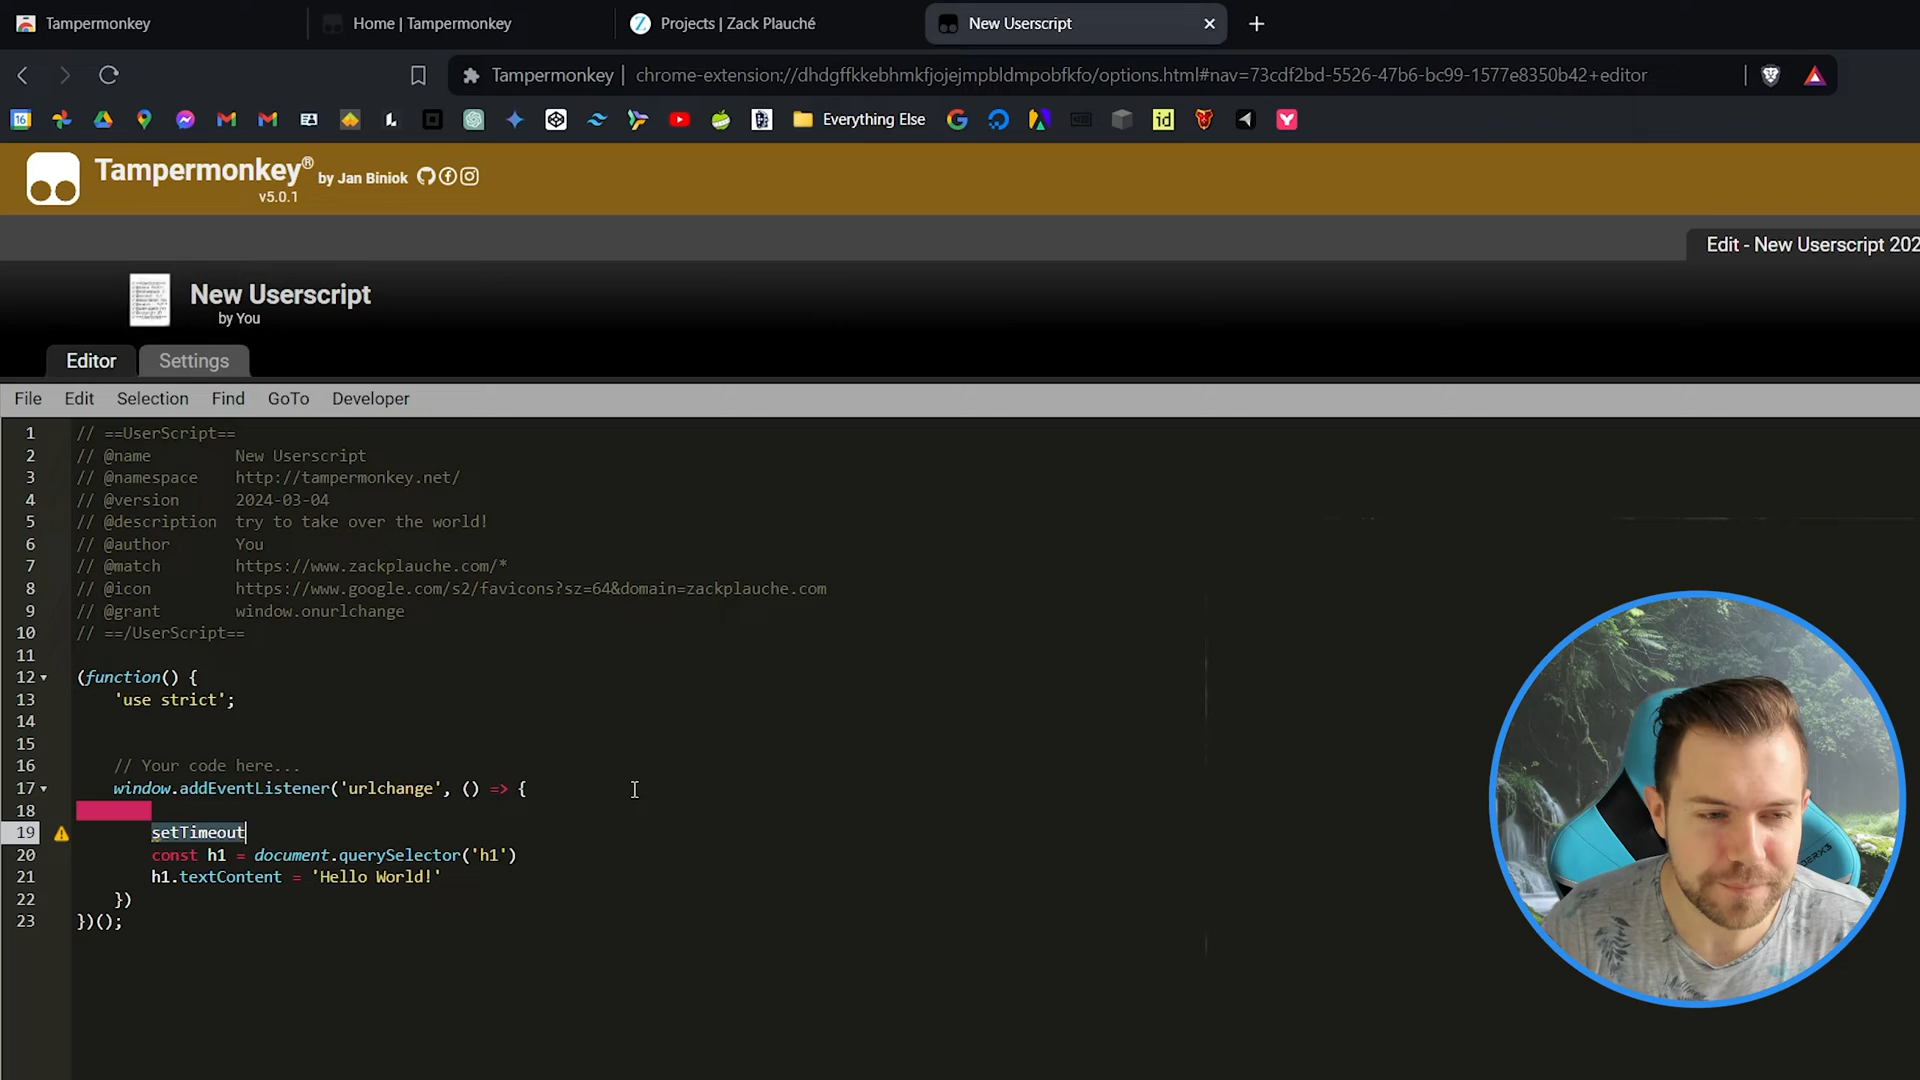 Tampermonkey
Home | Tampermonkey
Projects | Zack Plauché
New Userscript
Tampermonkey | chrome-extension://dhdgffkkebhmkfjojejmpbldmpobfkfo/options.html#nav=73cdf2bd-5526-47b6-bc99-1577e8350b42+editor
16
Everything Else
id
Tampermonkey® by Jan Biniok
v5.0.1
Edit - New Userscript 202
New Userscript
by You
Editor
Settings
File Edit Selection Find GoTo Developer
1 // ==UserScript==
2 // @name New Userscript
3 // @namespace http://tampermonkey.net/
4 // @version 2024-03-04
5 // @description try to take over the world!
6 // @author You
7 // @match https://www.zackplauche.com/*
8 // @icon https://www.google.com/s2/favicons?sz=64&domain=zackplauche.com
9 // @grant window.onurlchange
10 // ==/UserScript==
11
12 (function() {
13 'use strict';
14
15
16 // Your code here...
17 window.addEventListener('urlchange', () => {
18
19 setTimeout
20 const h1 = document.querySelector('h1')
21 h1.textContent = 'Hello World!'
22 })
23 })();